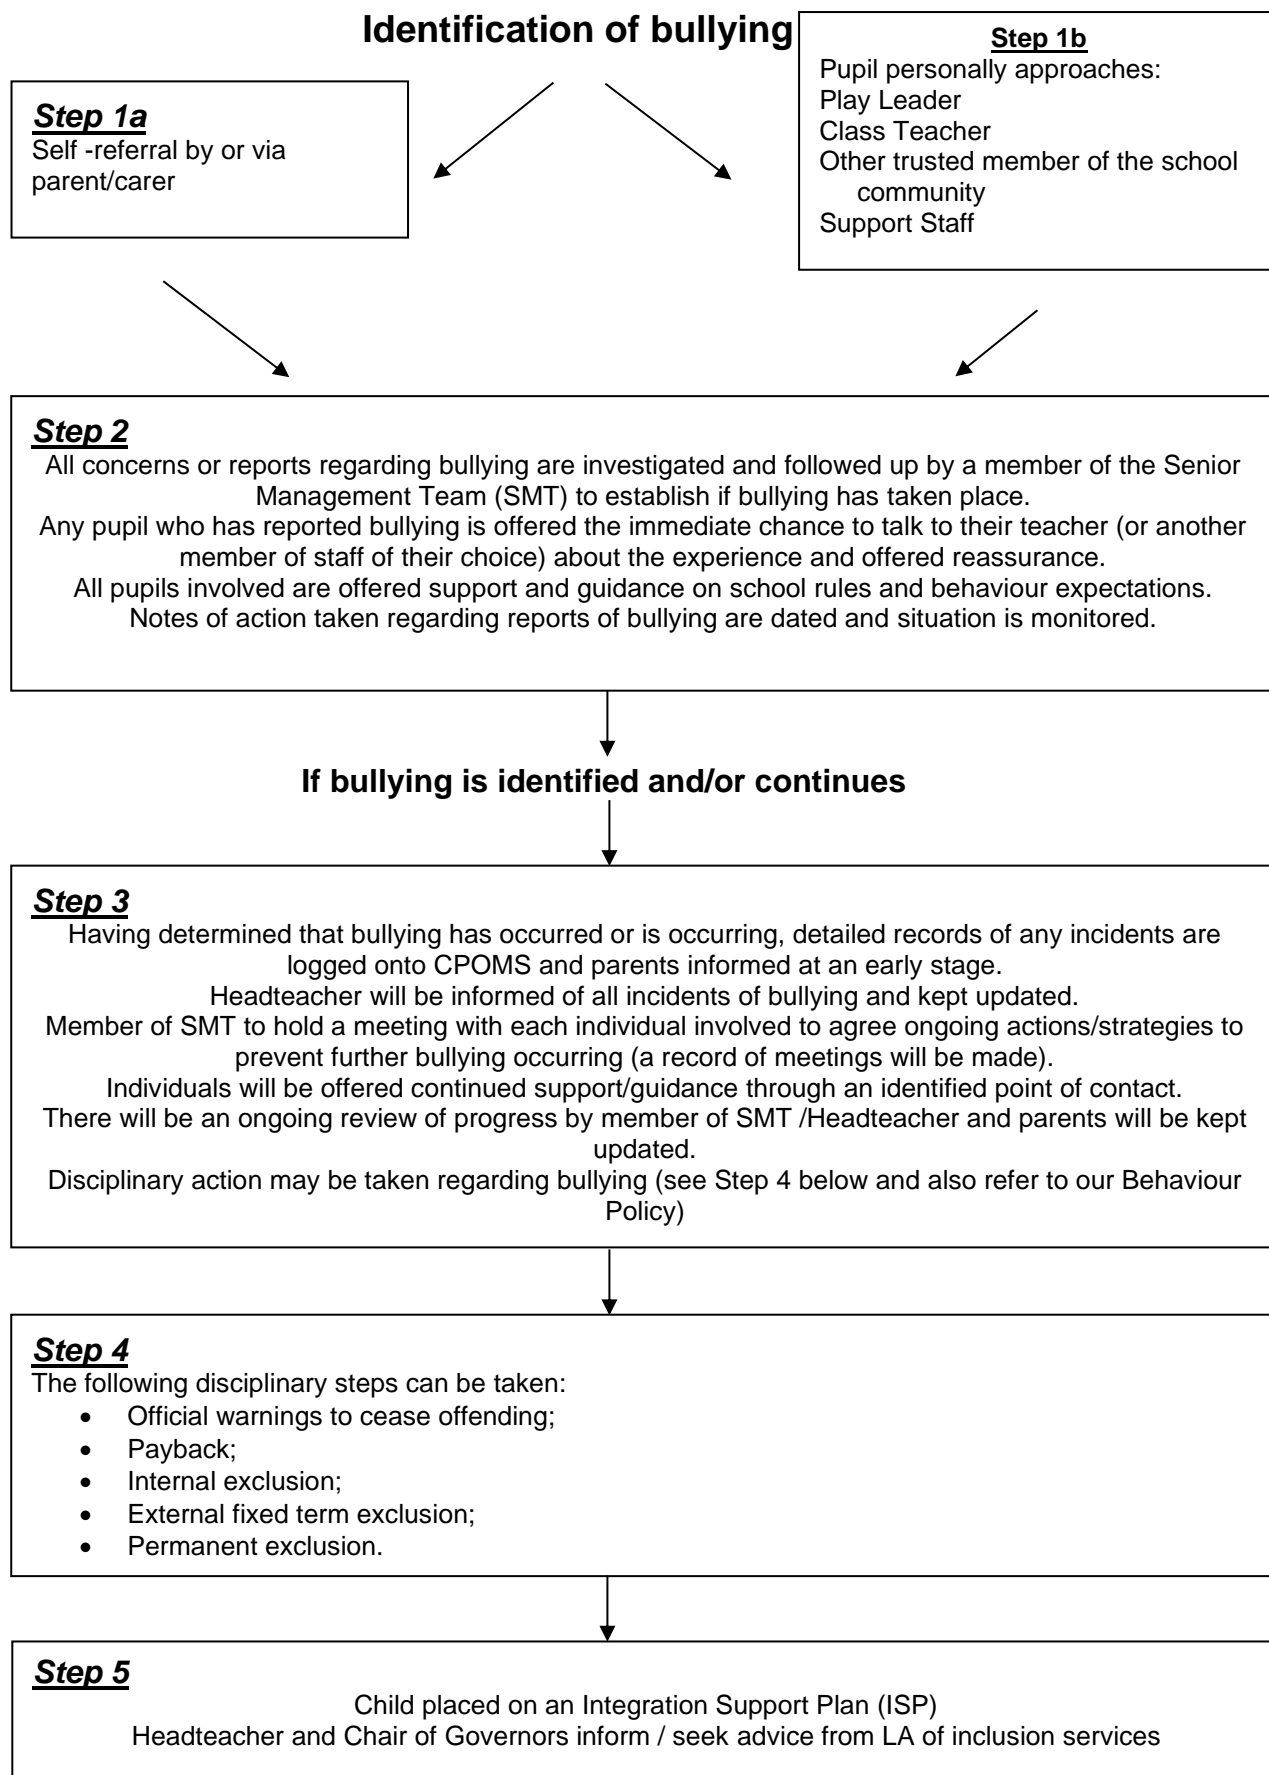 Identification of bullying
Step 1a
Self -referral by or via
parent/carer
Step 1b
Pupil personally approaches:
Play Leader
Class Teacher
Other trusted member of the school
community
Support Staff
Step 2
All concerns or reports regarding bullying are investigated and followed up by a member of the Senior
Management Team (SMT) to establish if bullying has taken place.
Any pupil who has reported bullying is offered the immediate chance to talk to their teacher (or another
member of staff of their choice) about the experience and offered reassurance.
All pupils involved are offered support and guidance on school rules and behaviour expectations.
Notes of action taken regarding reports of bullying are dated and situation is monitored.
If bullying is identified and/or continues
Step 3
Having determined that bullying has occurred or is occurring, detailed records of any incidents are
logged onto CPOMS and parents informed at an early stage.
Headteacher will be informed of all incidents of bullying and kept updated.
Member of SMT to hold a meeting with each individual involved to agree ongoing actions/strategies to
prevent further bullying occurring (a record of meetings will be made).
Individuals will be offered continued support/guidance through an identified point of contact.
There will be an ongoing review of progress by member of SMT /Headteacher and parents will be kept
updated.
Disciplinary action may be taken regarding bullying (see Step 4 below and also refer to our Behaviour
Policy)
Step 4
The following disciplinary steps can be taken:
• Official warnings to cease offending;
• Payback;
• Internal exclusion;
• External fixed term exclusion;
• Permanent exclusion.
Step 5
Child placed on an Integration Support Plan (ISP)
Headteacher and Chair of Governors inform / seek advice from LA of inclusion services